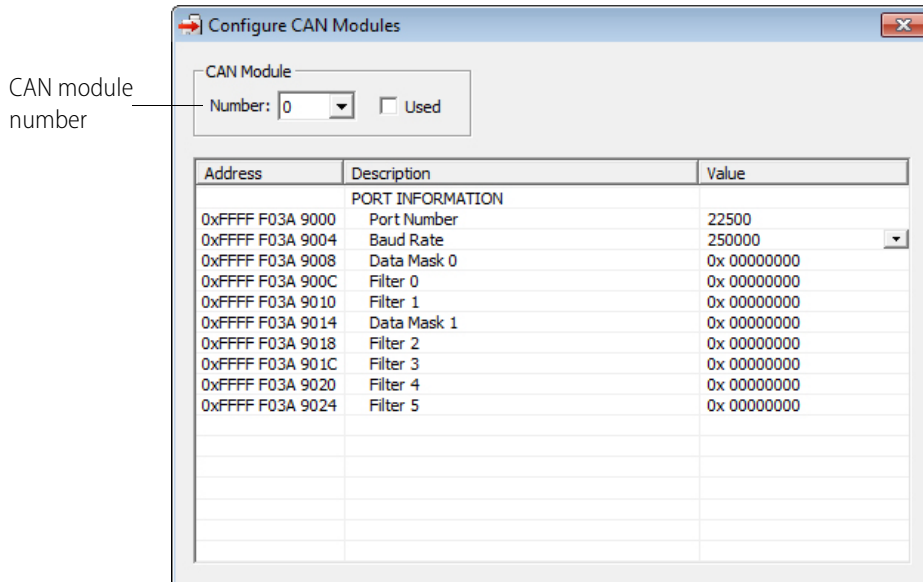 Configure CAN Modules
CAN module
number
CAN Module
Number: 0 Used
Address Description Value
PORT INFORMATION
0xFFFF F03A 9000 Port Number 22500
0xFFFF F03A 9004 Baud Rate 250000
0xFFFF F03A 9008 Data Mask 0 0x 00000000
0xFFFF F03A 900C Filter 0 0x 00000000
0xFFFF F03A 9010 Filter 1 0x 00000000
0xFFFF F03A 9014 Data Mask 1 0x 00000000
0xFFFF F03A 9018 Filter 2 0x 00000000
0xFFFF F03A 901C Filter 3 0x 00000000
0xFFFF F03A 9020 Filter 4 0x 00000000
0xFFFF F03A 9024 Filter 5 0x 00000000